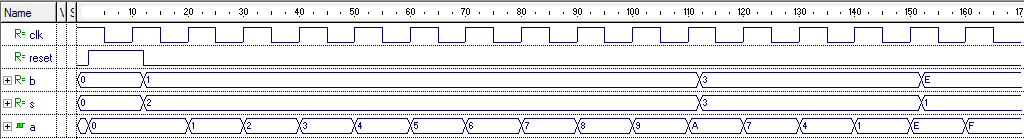 Name V S 10 20 30 40 50 60 70 80 90 100 110 120 130 140 150 160 17
R= clk
R= reset
R= b 0 1 3 E
R= s 0 2 3 1
a 0 1 2 3 4 5 6 7 8 9 A 7 4 1 E F